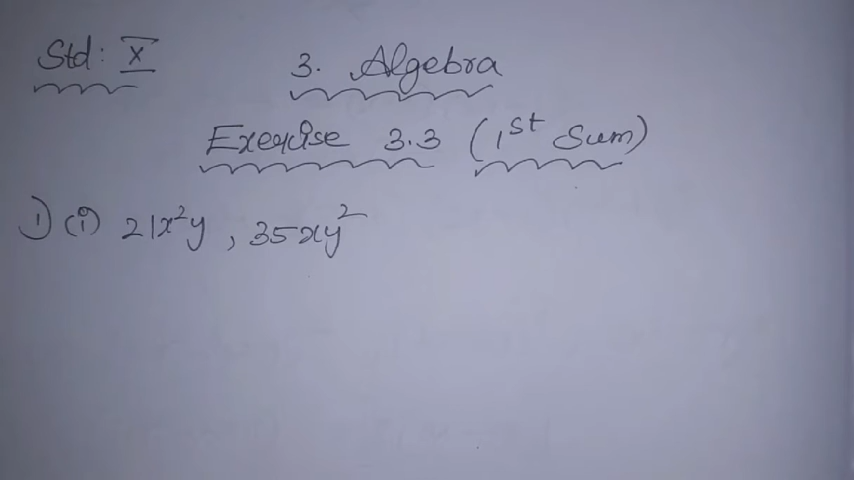 Std: X
3. Algebra
Exercise 3.3 (1st Sum)
1) (i) 21x²y, 35xy²